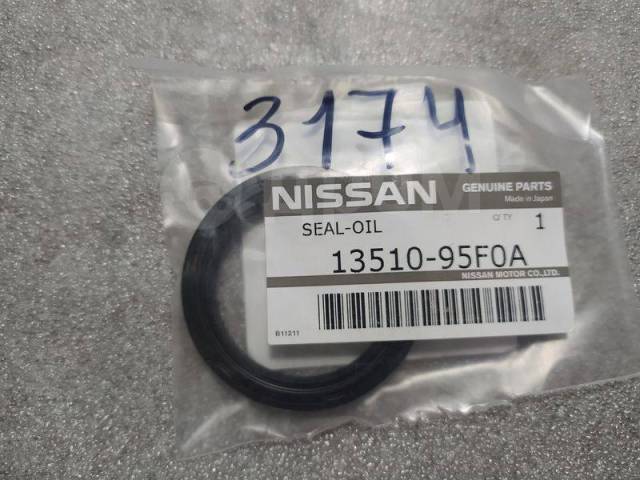 3174
NISSAN
GENUINE PARTS
Made in Japan
SEAL-OIL
Q'TY 1
13510-95F0A
NISSAN MOTOR CO.,LTD.
B11211